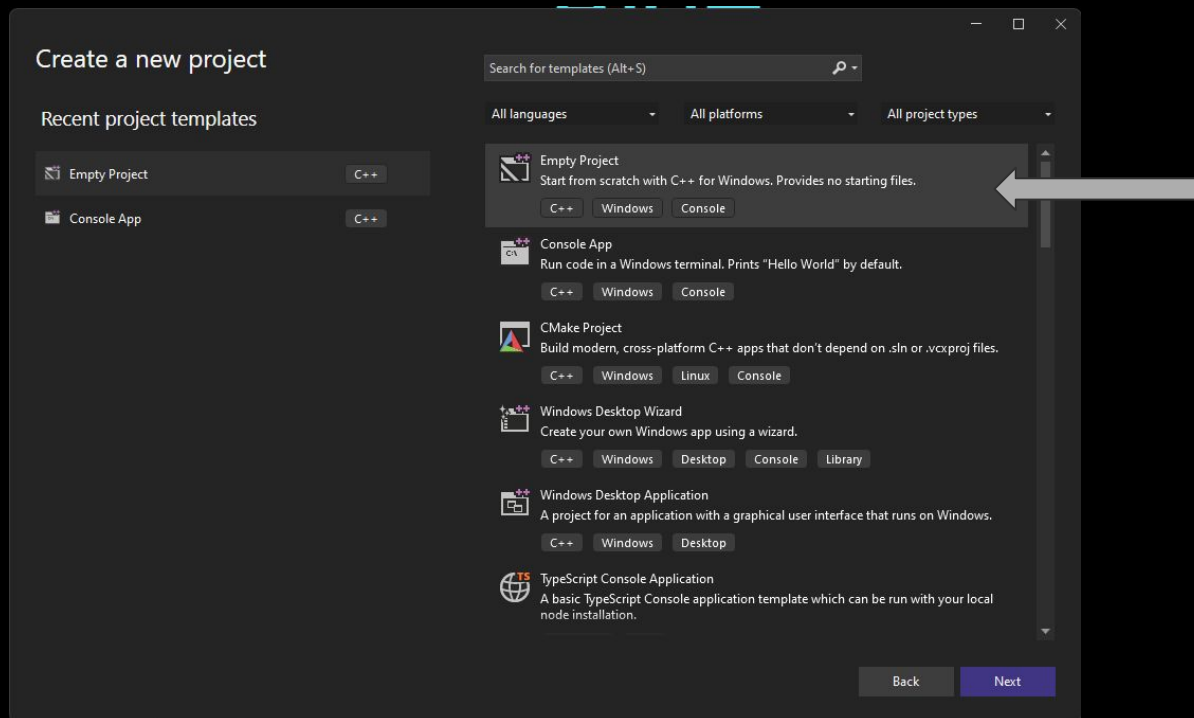 Create a new project
Search for templates (Alt+S)
All languages
All platforms
All project types
Recent project templates
Empty Project
C++
Console App
C++
Empty Project
Start from scratch with C++ for Windows. Provides no starting files.
C++ Windows Console
Console App
Run code in a Windows terminal. Prints "Hello World" by default.
C++ Windows Console
CMake Project
Build modern, cross-platform C++ apps that don't depend on .sln or .vcxproj files.
C++ Windows Linux Console
Windows Desktop Wizard
Create your own Windows app using a wizard.
C++ Windows Desktop Console Library
Windows Desktop Application
A project for an application with a graphical user interface that runs on Windows.
C++ Windows Desktop
TypeScript Console Application
A basic TypeScript Console application template which can be run with your local
node installation.
Back
Next